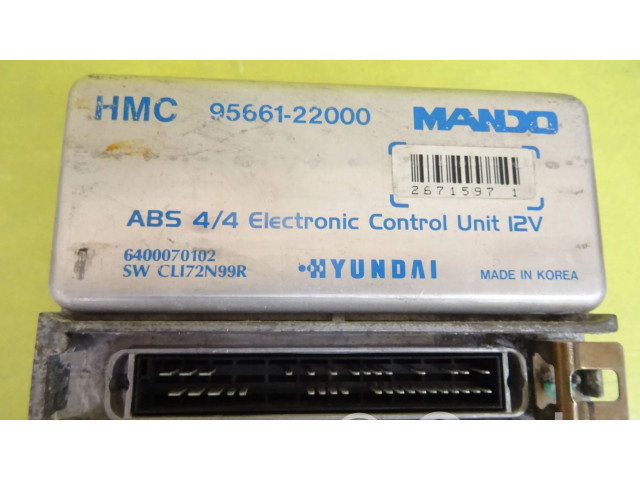 HMC 95661-22000 MANDO
2671597 1
ABS 4/4 Electronic Control Unit 12V
6400070102
SW CL172N99R
HYUNDAI
MADE IN KOREA